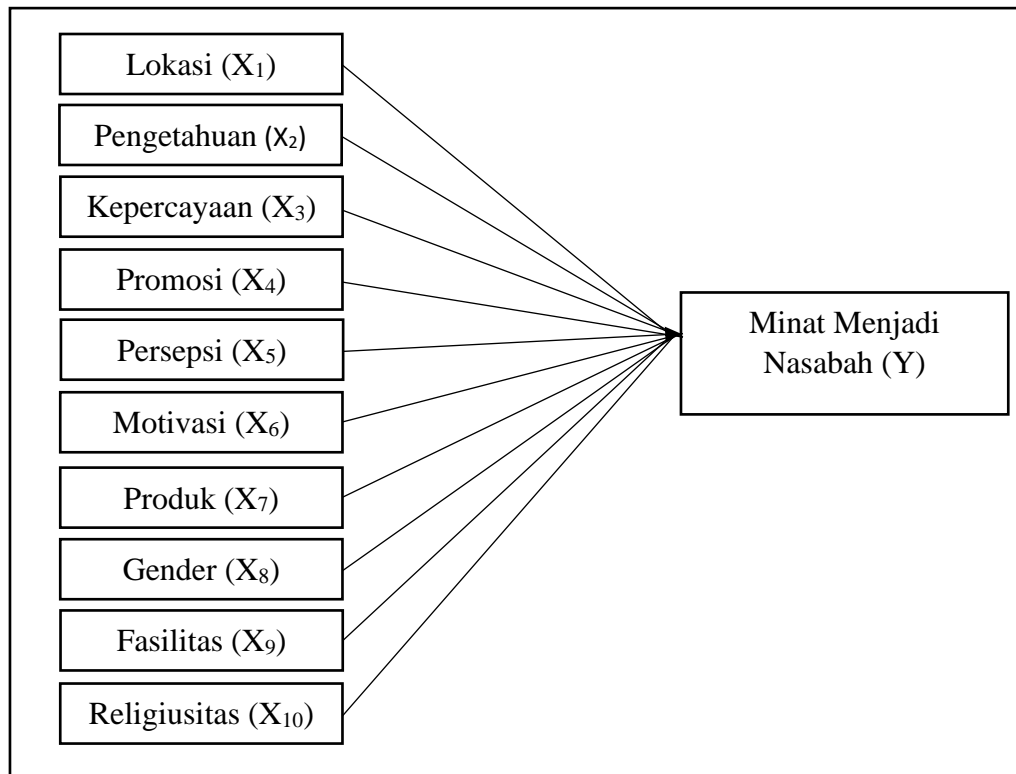 Lokasi (X₁)
Pengetahuan (X₂)
Kepercayaan (X₃)
Promosi (X₄)
Persepsi (X₅)
Motivasi (X₆)
Produk (X₇)
Gender (X₈)
Fasilitas (X₉)
Religiusitas (X₁₀)
Minat Menjadi
Nasabah (Y)